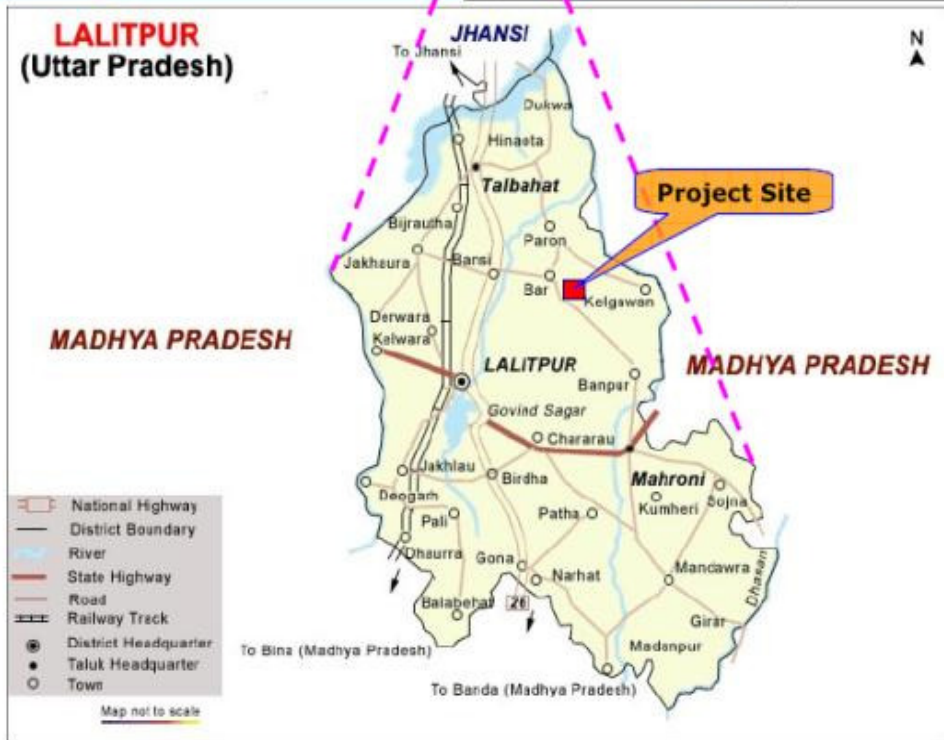 LALITPUR
(Uttar Pradesh)
JHANSI
To Jhansi
N
Dukwa
Hinaota
Talbahat
Project Site
Bijrautha
Paron
Jakhaura
Bansi
Bar
Kelgawan
Derwara
Kelwara
MADHYA PRADESH
LALITPUR
MADHYA PRADESH
Banpur
Govind Sagar
Chararau
Jakhlau
Birdha
Mahroni
Deogarh
Kumheri
Sojna
Pali
Patha
Dhaurra
Gona
Narhat
Mandawra
Dhasan
Balabehat
26
Girar
Madanpur
To Bina (Madhya Pradesh)
To Banda (Madhya Pradesh)
National Highway
District Boundary
River
State Highway
Road
Railway Track
District Headquarter
Taluk Headquarter
Town
Map not to scale